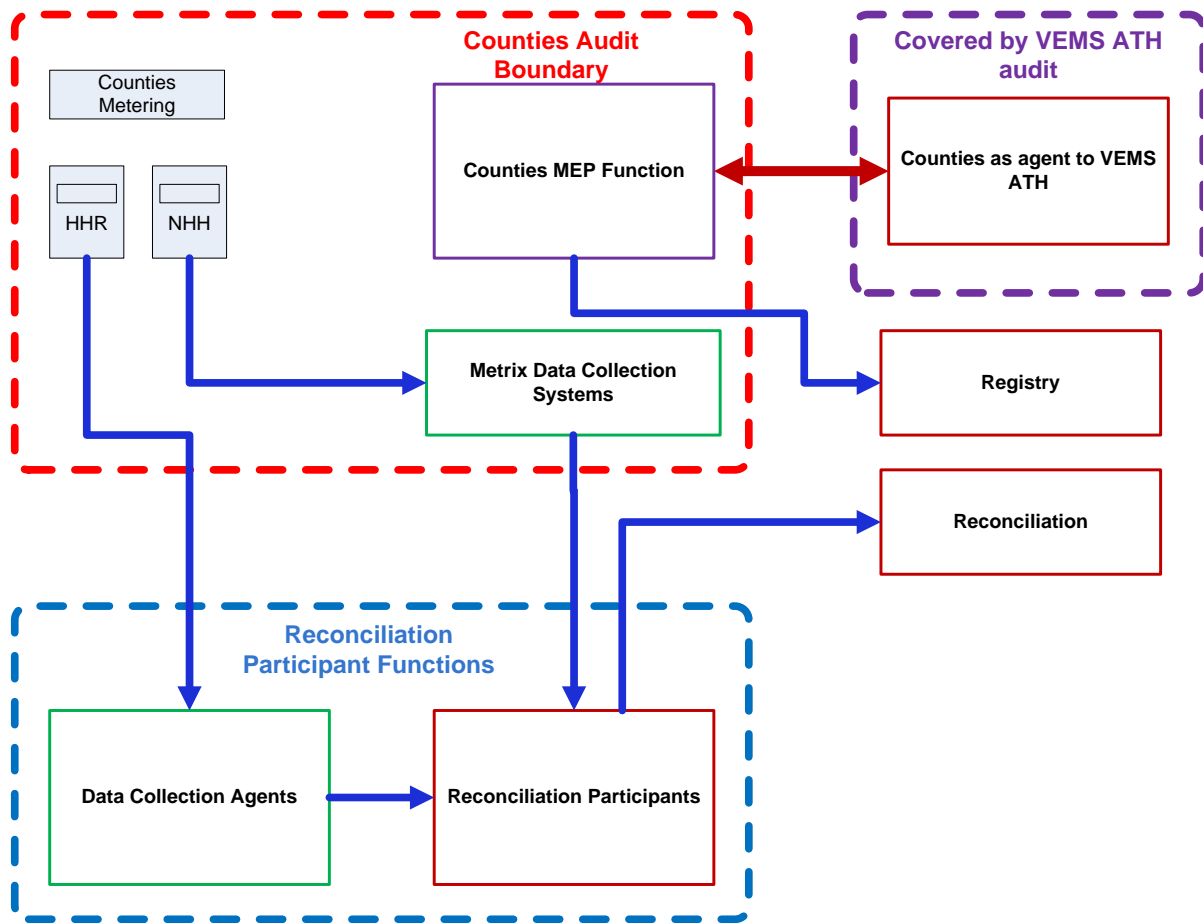 Counties Audit
Boundary
Covered by VEMS ATH
audit
Counties
Metering
Counties MEP Function
Counties as agent to VEMS
ATH
HHR
NHH
Metrix Data Collection
Systems
Registry
Reconciliation
Reconciliation
Participant Functions
Data Collection Agents
Reconciliation Participants